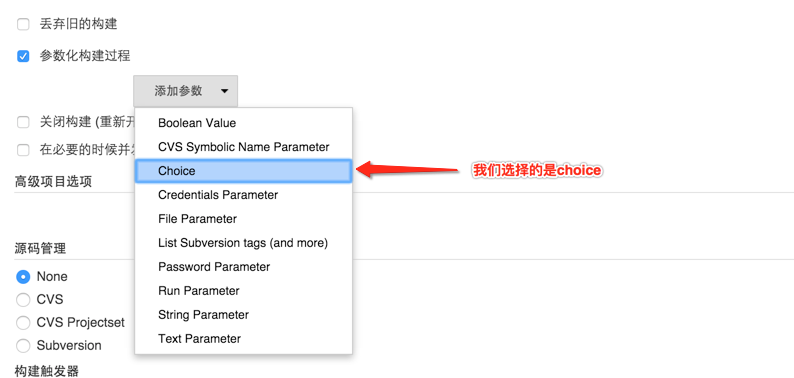 丢弃旧的构建
参数化构建过程
添加参数
Boolean Value
关闭构建 (重新开
CVS Symbolic Name Parameter
在必要的时候并发
Choice
我们选择的是choice
高级项目选项
Credentials Parameter
File Parameter
List Subversion tags (and more)
源码管理
Password Parameter
None
Run Parameter
CVS
String Parameter
CVS Projectset
Text Parameter
Subversion
构建触发器